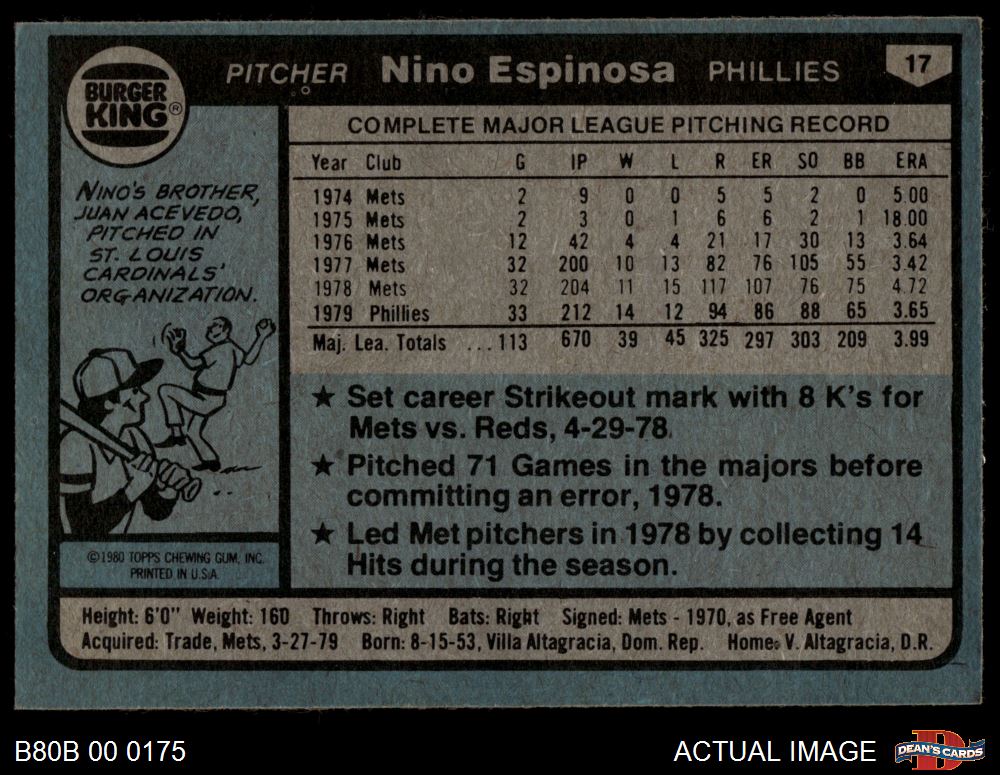 BURGER
KING®
PITCHER Nino Espinosa PHILLIES 17
NINO'S BROTHER,
JUAN ACEVEDO,
PITCHED IN
ST. LOUIS
CARDINALS'
ORGANIZATION.
©1980 TOPPS CHEWING GUM, INC.
PRINTED IN U.S.A.
COMPLETE MAJOR LEAGUE PITCHING RECORD
Year Club G IP W L R ER SO BB ERA
1974 Mets 2 9 0 0 5 5 2 0 5.00
1975 Mets 2 3 0 1 6 6 2 1 18.00
1976 Mets 12 42 4 4 21 17 30 13 3.64
1977 Mets 32 200 10 13 82 76 105 55 3.42
1978 Mets 32 204 11 15 117 107 76 75 4.72
1979 Phillies 33 212 14 12 94 86 88 65 3.65
Maj. Lea. Totals ...113 670 39 45 325 297 303 209 3.99
★ Set career Strikeout mark with 8 K's for
Mets vs. Reds, 4-29-78.
★ Pitched 71 Games in the majors before
committing an error, 1978.
★ Led Met pitchers in 1978 by collecting 14
Hits during the season.
Height: 6'0" Weight: 160 Throws: Right Bats: Right Signed: Mets - 1970, as Free Agent
Acquired: Trade, Mets, 3-27-79 Born: 8-15-53, Villa Altagracia, Dom. Rep. Home: V. Altagracia, D.R.
B80B 00 0175 ACTUAL IMAGE DEAN'S CARDS